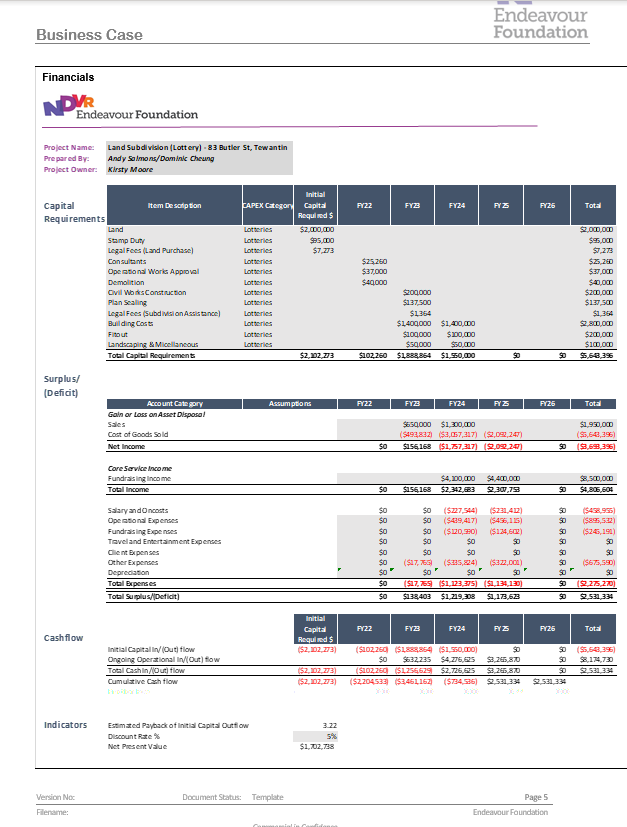 Endeavour
Foundation
Business Case
Financials
NDVR
Endeavour Foundation
Project Name: Land Subdivision (Lottery) - 83 Butler St, Tewantin
Prepared By: Andy Salmons/Dominic Cheung
Project Owner: Kirsty Moore
Capital Requirements
Item Description CAPEX Category Initial Capital Required $ FY22 FY23 FY24 FY25 FY26 Total
Land Lotteries $2,000,000 $2,000,000
Stamp Duty Lotteries $95,000 $95,000
Legal Fees (Land Purchase) Lotteries $7,273 $7,273
Consultants Lotteries $25,260 $25,260
Operational Works Approval Lotteries $37,000 $37,000
Demolition Lotteries $40,000 $40,000
Civil Works Construction Lotteries $200,000 $200,000
Plan Sealing Lotteries $137,500 $137,500
Legal Fees (Subdivision Assistance) Lotteries $1,364 $1,364
Building Costs Lotteries $1,400,000 $1,400,000 $2,800,000
Fitout Lotteries $100,000 $100,000 $200,000
Landscaping & Micellaneous Lotteries $50,000 $50,000 $100,000
Total Capital Requirements $2,102,273 $102,260 $1,888,864 $1,550,000 $0 $0 $5,643,396
Surplus/
(Deficit)
Account Category Assumptions FY22 FY23 FY24 FY25 FY26 Total
Gain or Loss on Asset Disposal
Sales $650,000 $1,300,000 $1,950,000
Cost of Goods Sold ($493,832) ($3,057,317) ($2,092,247) ($5,643,396)
Net Income $0 $156,168 ($1,757,317) ($2,092,247) $0 ($3,693,396)
Core Service Income
Fundraising Income $4,100,000 $4,400,000 $8,500,000
Total Income $0 $156,168 $2,342,683 $2,307,753 $0 $4,806,604
Salary and Oncosts $0 $0 ($227,544) ($231,412) $0 ($458,955)
Operational Expenses $0 $0 ($439,417) ($456,115) $0 ($895,532)
Fundraising Expenses $0 $0 ($120,590) ($124,602) $0 ($245,191)
Travel and Entertainment Expenses $0 $0 $0 $0 $0 $0
Client Expenses $0 $0 $0 $0 $0 $0
Other Expenses $0 ($17,765) ($335,824) ($322,001) $0 ($675,590)
Depreciation $0 $0 $0 $0 $0 $0
Total Expenses $0 ($17,765) ($1,123,375) ($1,134,130) $0 ($2,275,270)
Total Surplus/(Deficit) $0 $138,403 $1,219,308 $1,173,623 $0 $2,531,334
Cashflow
Initial Capital Required $ FY22 FY23 FY24 FY25 FY26 Total
Initial Capital In/(Out) flow ($2,102,273) ($102,260) ($1,888,864) ($1,550,000) $0 $0 ($5,643,396)
Ongoing Operational In/(Out) flow $0 $632,235 $4,276,625 $3,265,870 $0 $8,174,730
Total Cash In/(Out) flow ($2,102,273) ($102,260) ($1,256,629) $2,726,625 $3,265,870 $0 $2,531,334
Cumulative Cash flow ($2,102,273) ($2,204,533) ($3,461,162) ($734,536) $2,531,334 $2,531,334
Indicators
Estimated Payback of Initial Capital Outflow 3.22
Discount Rate % 5%
Net Present Value $1,702,738
Version No: Document Status: Template Page 5
Filename: Endeavour Foundation
Commercial in Confidence